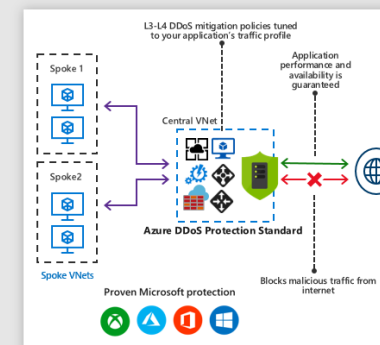 L3-L4 DDoS mitigation policies tuned
to your application's traffic profile
Application
performance and
availability is
guaranteed
Spoke 1
Central VNet
Spoke2
Azure DDoS Protection Standard
Spoke VNets
Blocks malicious traffic from
internet
Proven Microsoft protection